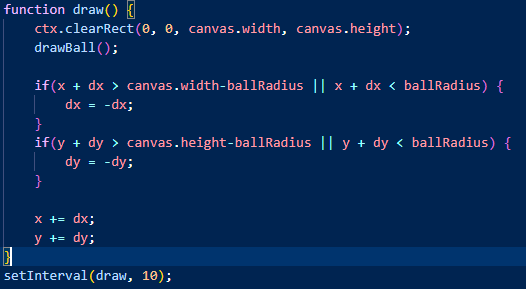 function draw() {
    ctx.clearRect(0, 0, canvas.width, canvas.height);
    drawBall();

    if(x + dx > canvas.width-ballRadius || x + dx < ballRadius) {
        dx = -dx;
    }
    if(y + dy > canvas.height-ballRadius || y + dy < ballRadius) {
        dy = -dy;
    }

    x += dx;
    y += dy;
}
setInterval(draw, 10);